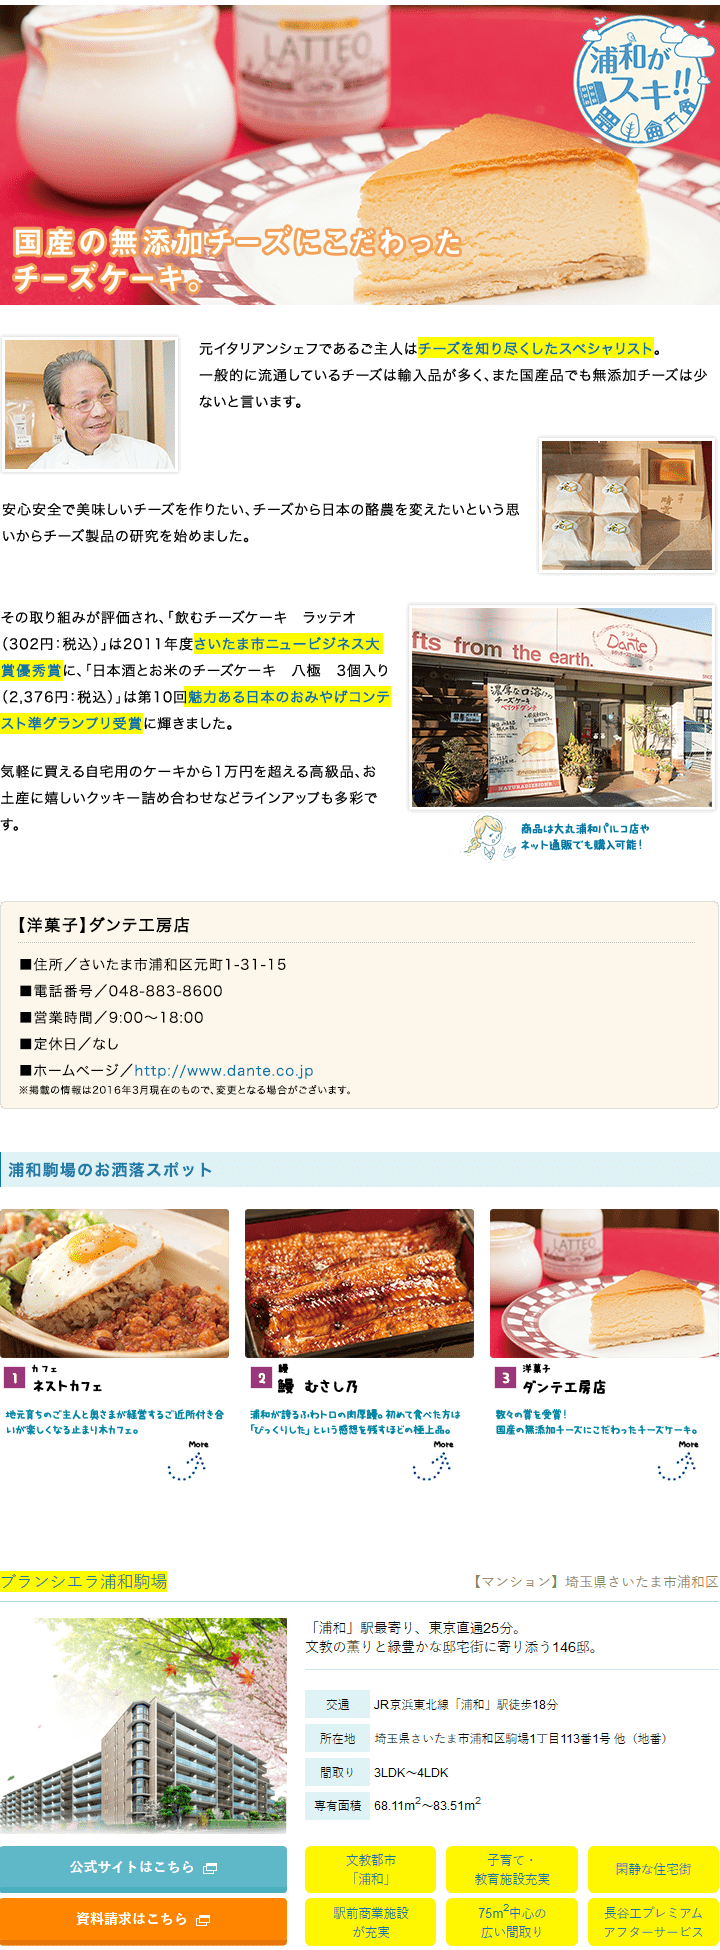 LATTEO
浦和が
スキ!!
国産の無添加チーズにこだわった
チーズケーキ。
元イタリアンシェフであるご主人はチーズを知り尽くしたスペシャリスト。
一般的に流通しているチーズは輸入品が多く、また国産品でも無添加チーズは少
ないと言います。
安心安全で美味しいチーズを作りたい、チーズから日本の酪農を変えたいという思
いからチーズ製品の研究を始めました。
その取り組みが評価され、「飲むチーズケーキ　ラッテオ
（302円：税込）」は2011年度さいたま市ニュービジネス大
賞優秀賞に、「日本酒とお米のチーズケーキ　八極　3個入り
（2,376円：税込）」は第10回魅力ある日本のおみやげコンテ
スト準グランプリ受賞に輝きました。
気軽に買える自宅用のケーキから1万円を超える高級品、お
土産に嬉しいクッキー詰め合わせなどラインアップも多彩で
す。
fts from the earth.
ダンテ
Dante
濃厚な口溶けの
チーズケーキ
ベイクドダンテ
商品は大丸浦和パルコ店や
ネット通販でも購入可能！
【洋菓子】ダンテ工房店
■住所／さいたま市浦和区元町1-31-15
■電話番号／048-883-8600
■営業時間／9:00～18:00
■定休日／なし
■ホームページ／http://www.dante.co.jp
※掲載の情報は2016年3月現在のもので、変更となる場合がございます。
浦和駒場のお洒落スポット
LATTEO
1 カフェ
ネストカフェ
地元育ちのご主人と奥さまが経営するご近所付き合
いが楽しくなる止まり木カフェ。
More
2 鰻
鰻 むさし乃
浦和が誇るふわトロの肉厚鰻。初めて食べた方は
「びっくりした」という感想を残すほどの極上品。
More
3 洋菓子
ダンテ工房店
数々の賞を受賞！
国産の無添加チーズにこだわったチーズケーキ。
More
ブランシエラ浦和駒場
【マンション】埼玉県さいたま市浦和区
「浦和」駅最寄り、東京直通25分。
文教の薫りと緑豊かな邸宅街に寄り添う146邸。
交通 JR京浜東北線「浦和」駅徒歩18分
所在地 埼玉県さいたま市浦和区駒場1丁目113番1号 他（地番）
間取り 3LDK～4LDK
専有面積 68.11m2～83.51m2
公式サイトはこちら
資料請求はこちら
文教都市
「浦和」
子育て・
教育施設充実
閑静な住宅街
駅前商業施設
が充実
75m2中心の
広い間取り
長谷工プレミアム
アフターサービス